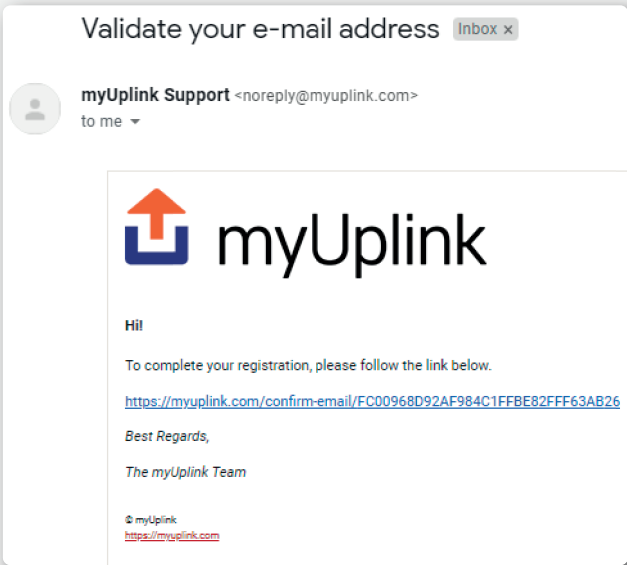 Validate your e-mail address Inbox x
myUplink Support <noreply@myuplink.com>
to me
myUplink
Hi!
To complete your registration, please follow the link below.
https://myuplink.com/confirm-email/FC00968D92AF984C1FFBE82FFF63AB26
Best Regards,
The myUplink Team
© myUplink
https://myuplink.com